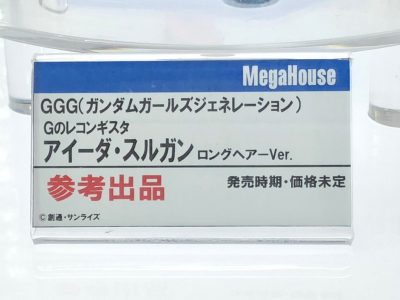 MegaHouse
GGG(ガンダムガールズジェネレーション)
Gのレコンギスタ
アイーダ・スルガン ロングヘアーVer.
参考出品 発売時期・価格未定
©創通・サンライズ